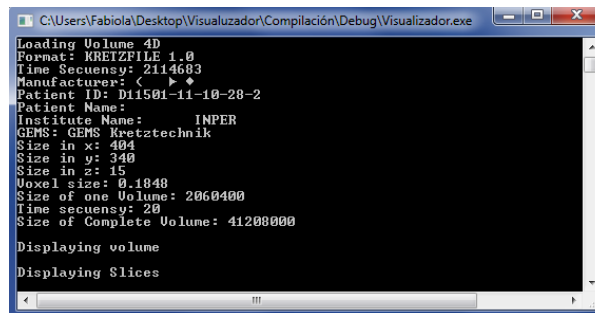 C:\Users\Fabiola\Desktop\Visualuzador\Compilación\Debug\Visualizador.exe
Loading Volume 4D
Format: KRETZFILE 1.0
Time Secuensy: 2114683
Manufacturer: < ► ◆
Patient ID: D11501-11-10-28-2
Patient Name:
Institute Name: INPER
GEMS: GEMS Kretztechnik
Size in x: 404
Size in y: 340
Size in z: 15
Voxel size: 0.1848
Size of one Volume: 2060400
Time secuensy: 20
Size of Complete Volume: 41208000
Displaying volume
Displaying Slices